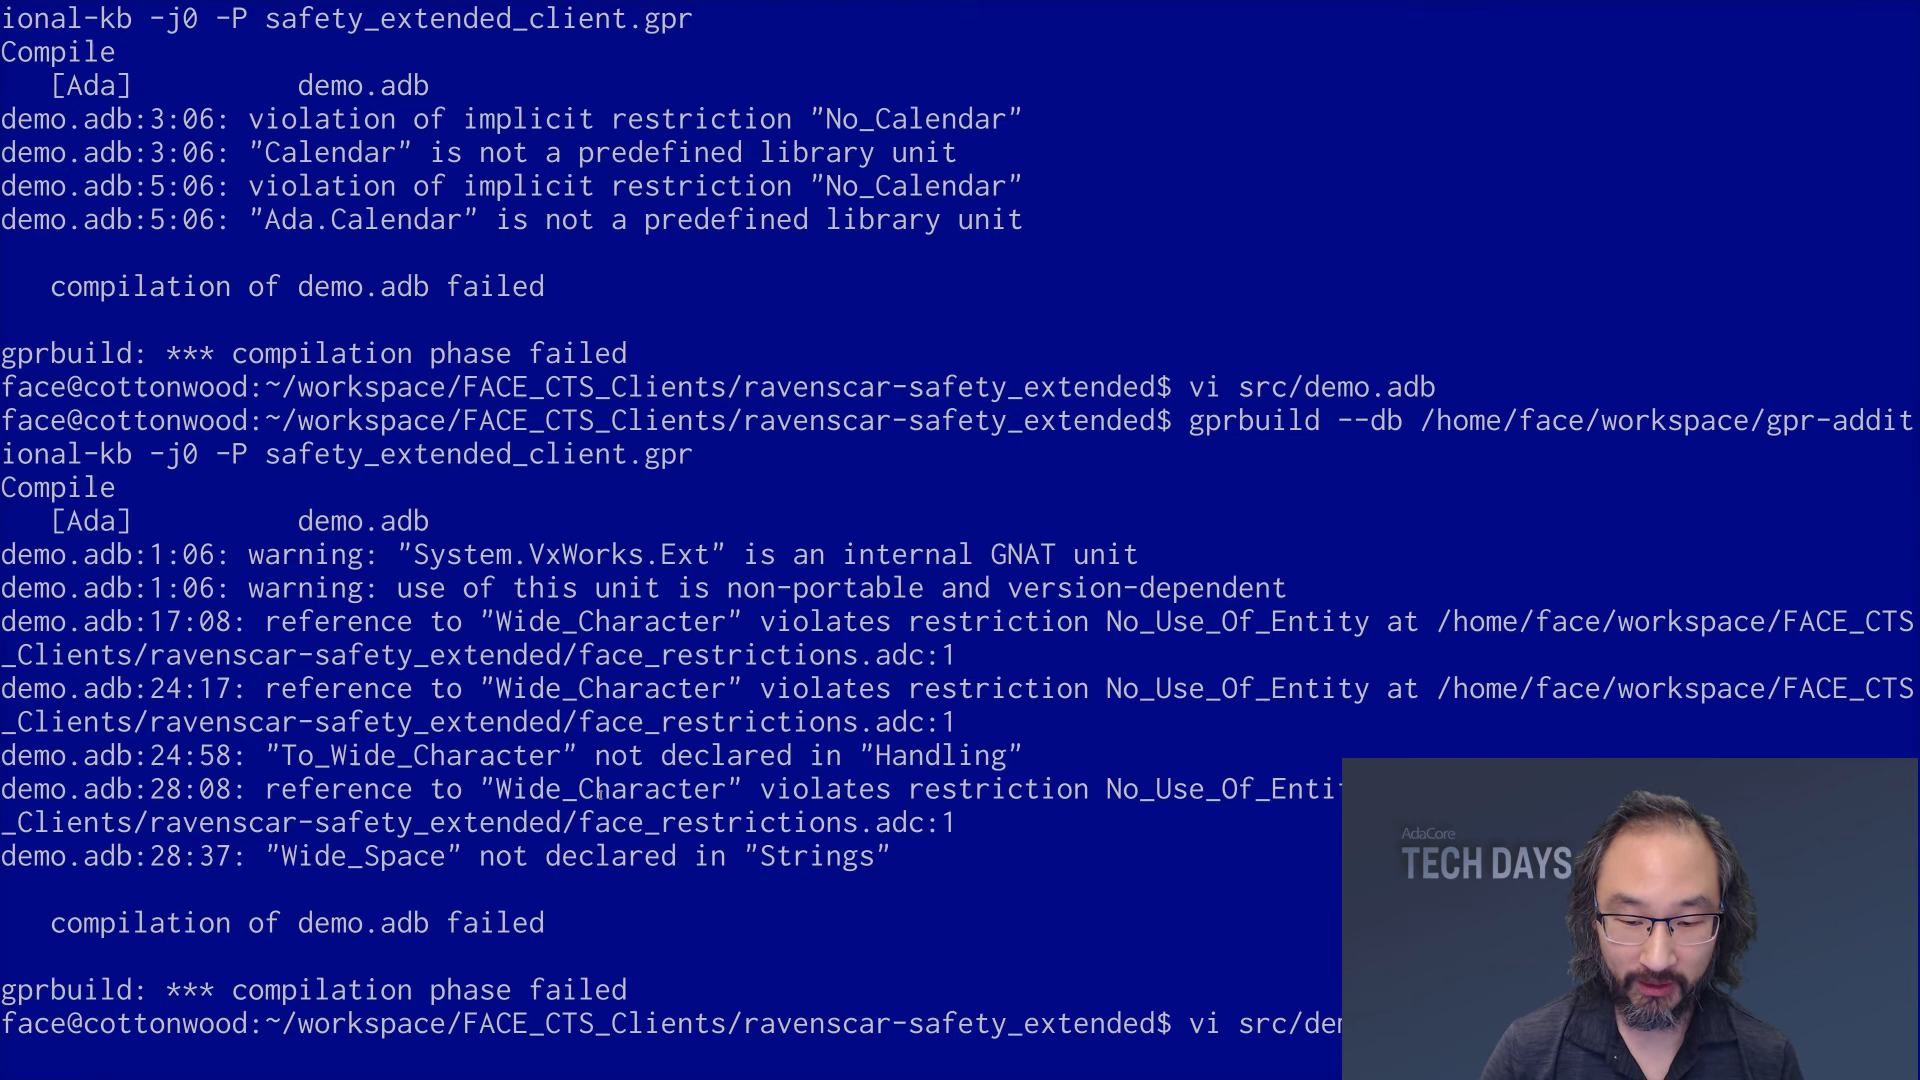 ional-kb -j0 -P safety_extended_client.gpr
Compile
   [Ada]          demo.adb
demo.adb:3:06: violation of implicit restriction "No_Calendar"
demo.adb:3:06: "Calendar" is not a predefined library unit
demo.adb:5:06: violation of implicit restriction "No_Calendar"
demo.adb:5:06: "Ada.Calendar" is not a predefined library unit
   compilation of demo.adb failed
gprbuild: *** compilation phase failed
face@cottonwood:~/workspace/FACE_CTS_Clients/ravenscar-safety_extended$ vi src/demo.adb
face@cottonwood:~/workspace/FACE_CTS_Clients/ravenscar-safety_extended$ gprbuild --db /home/face/workspace/gpr-addit
ional-kb -j0 -P safety_extended_client.gpr
Compile
   [Ada]          demo.adb
demo.adb:1:06: warning: "System.VxWorks.Ext" is an internal GNAT unit
demo.adb:1:06: warning: use of this unit is non-portable and version-dependent
demo.adb:17:08: reference to "Wide_Character" violates restriction No_Use_Of_Entity at /home/face/workspace/FACE_CTS
_Clients/ravenscar-safety_extended/face_restrictions.adc:1
demo.adb:24:17: reference to "Wide_Character" violates restriction No_Use_Of_Entity at /home/face/workspace/FACE_CTS
_Clients/ravenscar-safety_extended/face_restrictions.adc:1
demo.adb:24:58: "To_Wide_Character" not declared in "Handling"
demo.adb:28:08: reference to "Wide_Character" violates restriction No_Use_Of_Enti
_Clients/ravenscar-safety_extended/face_restrictions.adc:1
demo.adb:28:37: "Wide_Space" not declared in "Strings"
   compilation of demo.adb failed
gprbuild: *** compilation phase failed
face@cottonwood:~/workspace/FACE_CTS_Clients/ravenscar-safety_extended$ vi src/de
AdaCore
TECH DAYS